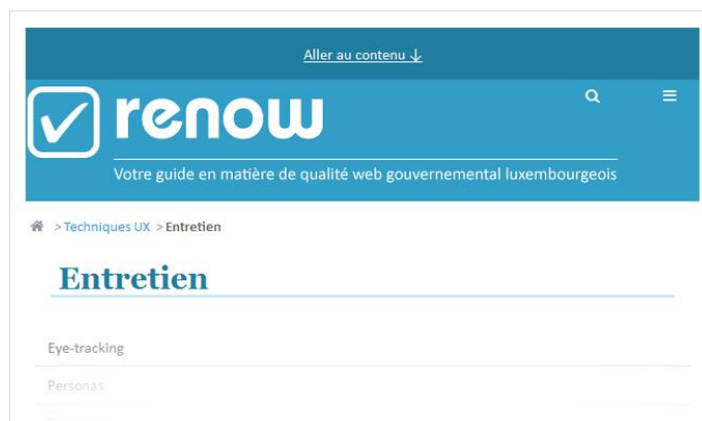 Aller au contenu ↓
renow
Votre guide en matière de qualité web gouvernemental luxembourgeois
> Techniques UX > Entretien
Entretien
Eye-tracking
Personas